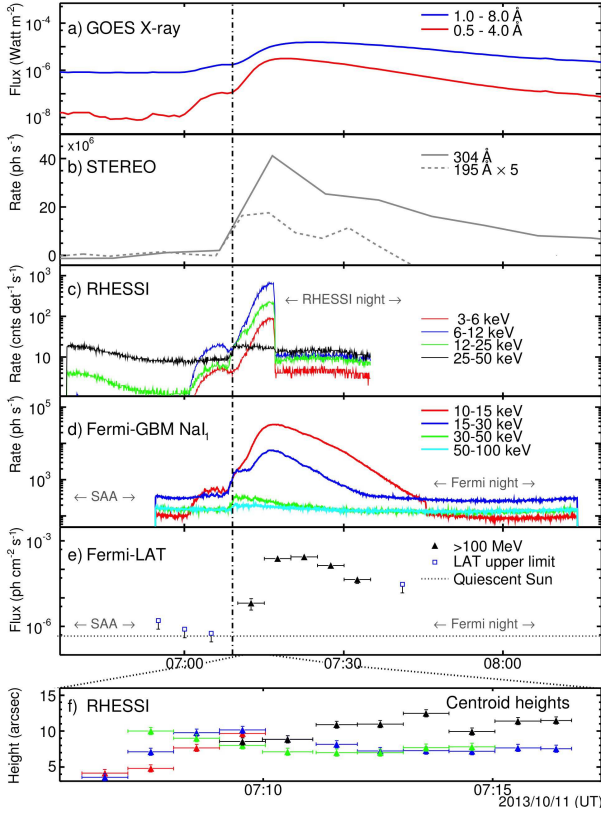 a) GOES X-ray
1.0 - 8.0 Å
0.5 - 4.0 Å
Flux (Watt m⁻²)
10⁻⁴
10⁻⁶
10⁻⁸
x10⁶
b) STEREO
304 Å
195 Å × 5
Rate (ph s⁻¹)
40
20
0
c) RHESSI
← RHESSI night →
3-6 keV
6-12 keV
12-25 keV
25-50 keV
Rate (cnts det⁻¹ s⁻¹)
10³
10²
10
d) Fermi-GBM NaI₁
10-15 keV
15-30 keV
30-50 keV
50-100 keV
Rate (ph s⁻¹)
10⁵
← SAA →
Fermi night
← →
e) Fermi-LAT
>100 MeV
LAT upper limit
Quiescent Sun
Flux (ph cm⁻² s⁻¹)
10⁻³
10⁻⁶
← SAA →
← Fermi night →
07:00
07:30
08:00
f) RHESSI
Centroid heights
Height (arcsec)
15
10
5
07:10
07:15
2013/10/11 (UT)